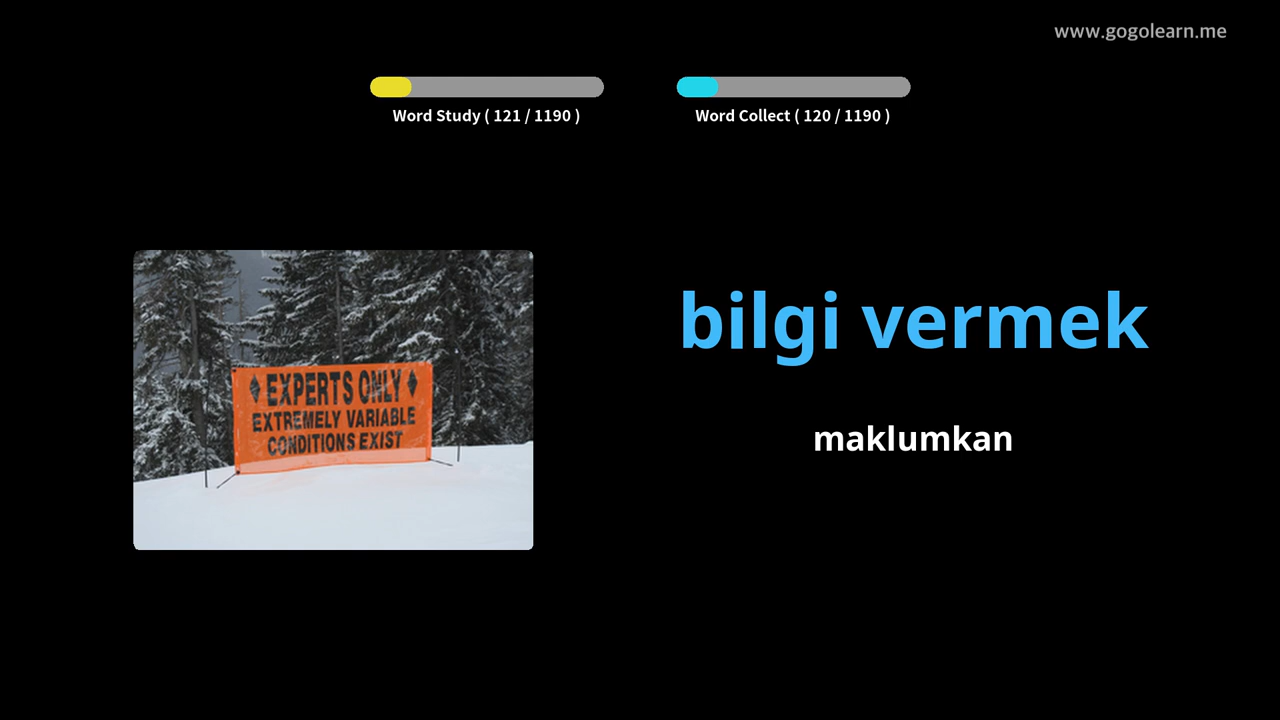 www.gogolearn.me
Word Study ( 121 / 1190 )
Word Collect ( 120 / 1190 )
EXPERTS ONLY
EXTREMELY VARIABLE
CONDITIONS EXIST
bilgi vermek
maklumkan